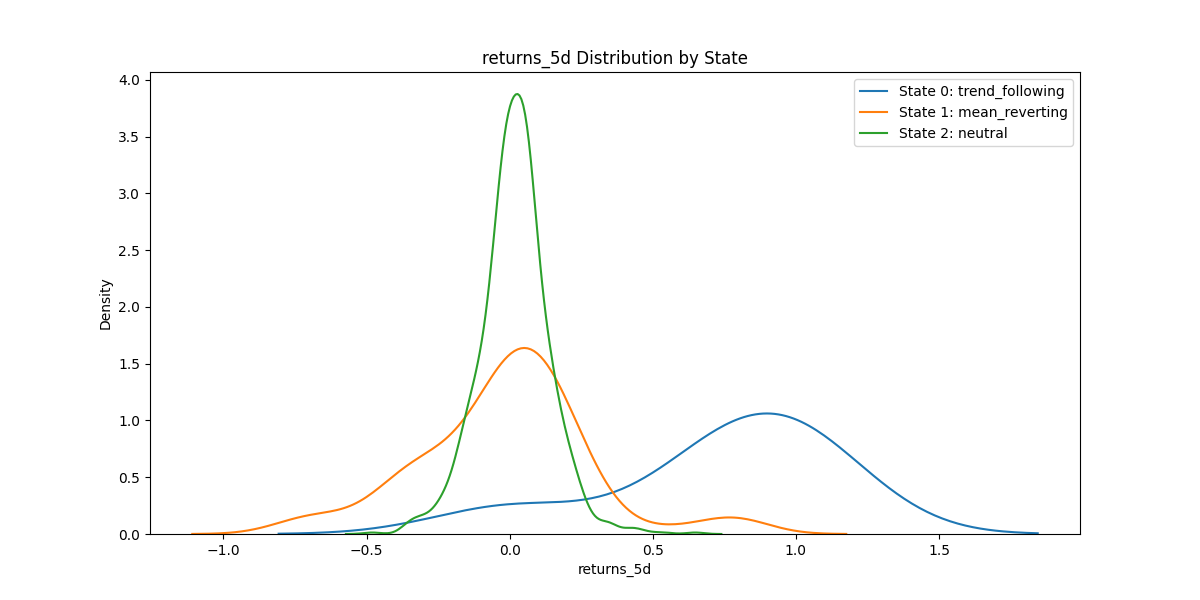 returns_5d Distribution by State
State 0: trend_following
State 1: mean_reverting
State 2: neutral
Density
4.0
3.5
3.0
2.5
2.0
1.5
1.0
0.5
0.0
−1.0 −0.5 0.0 0.5 1.0 1.5
returns_5d